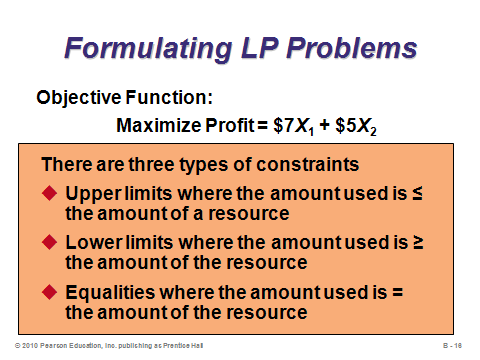 Formulating LP Problems
Objective Function:
Maximize Profit = $7X₁ + $5X₂
There are three types of constraints
◆ Upper limits where the amount used is ≤
the amount of a resource
◆ Lower limits where the amount used is ≥
the amount of the resource
◆ Equalities where the amount used is =
the amount of the resource
© 2010 Pearson Education, Inc. publishing as Prentice Hall
B - 16